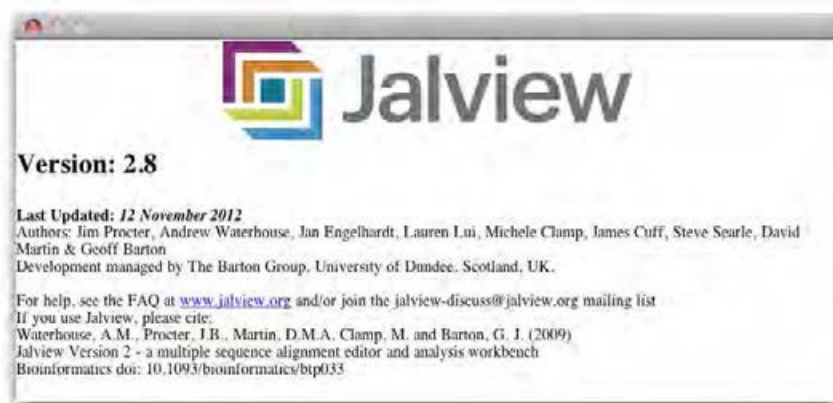 Jalview
Version: 2.8
Last Updated: 12 November 2012
Authors: Jim Procter, Andrew Waterhouse, Jan Engelhardt, Lauren Lui, Michele Clamp, James Cuff, Steve Searle, David
Martin & Geoff Barton
Development managed by The Barton Group, University of Dundee, Scotland, UK.
For help, see the FAQ at www.jalview.org and/or join the jalview-discuss@jalview.org mailing list
If you use Jalview, please cite:
Waterhouse, A.M., Procter, J.B., Martin, D.M.A, Clamp, M. and Barton, G. J. (2009)
Jalview Version 2 - a multiple sequence alignment editor and analysis workbench
Bioinformatics doi: 10.1093/bioinformatics/btp033